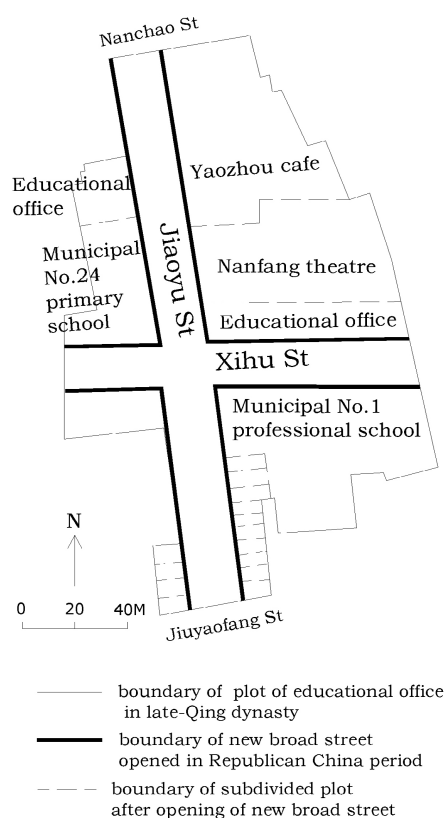 Nanchao St
Yaozhou cafe
Educational
office
Jiaoyu St
Municipal
No.24
primary
school
Nanfang theatre
Educational office
Xihu St
Municipal No.1
professional school
N
0 20 40M
Jiuyaofang St
boundary of plot of educational office
in late-Qing dynasty
boundary of new broad street
opened in Republican China period
boundary of subdivided plot
after opening of new broad street